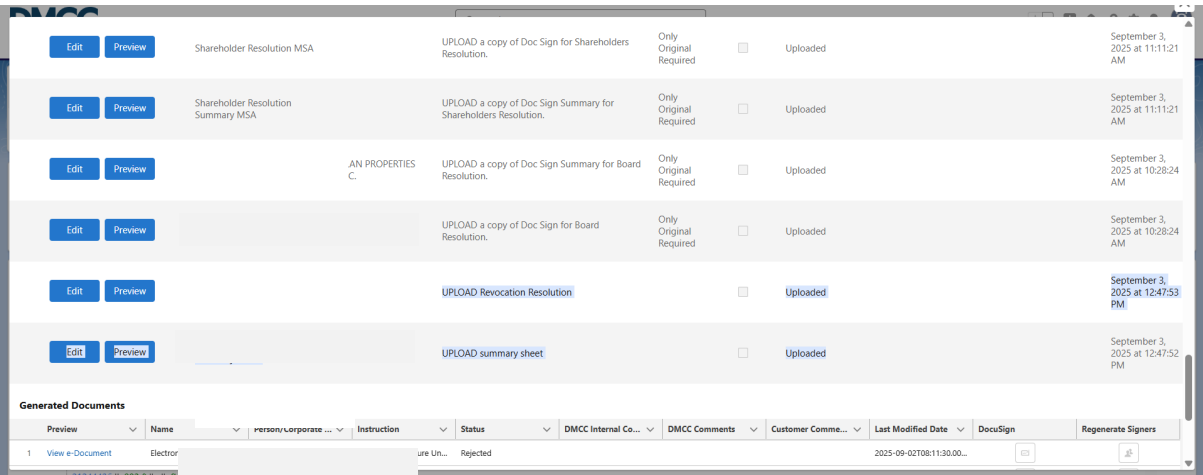 DMCC
Edit Preview Shareholder Resolution MSA UPLOAD a copy of Doc Sign for Shareholders Resolution. Only Original Required Uploaded September 3, 2025 at 11:11:21 AM
Edit Preview Shareholder Resolution Summary MSA UPLOAD a copy of Doc Sign Summary for Shareholders Resolution. Only Original Required Uploaded September 3, 2025 at 11:11:21 AM
Edit Preview AN PROPERTIES C. UPLOAD a copy of Doc Sign Summary for Board Resolution. Only Original Required Uploaded September 3, 2025 at 10:28:24 AM
Edit Preview UPLOAD a copy of Doc Sign for Board Resolution. Only Original Required Uploaded September 3, 2025 at 10:28:24 AM
Edit Preview UPLOAD Revocation Resolution Uploaded September 3, 2025 at 12:47:53 PM
Edit Preview UPLOAD summary sheet Uploaded September 3, 2025 at 12:47:52 PM
Generated Documents
Preview Name Person/Corporate ... Instruction Status DMCC Internal Co... DMCC Comments Customer Comme... Last Modified Date DocuSign Regenerate Signers
1 View e-Document Electron ure Un... Rejected 2025-09-02T08:11:30.00...